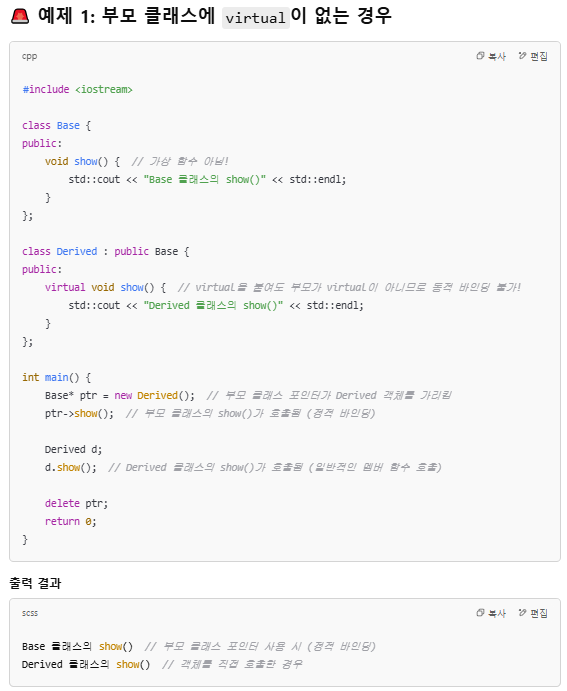 🚨 예제 1: 부모 클래스에 virtual이 없는 경우
cpp
복사
편집
#include <iostream>
class Base {
public:
    void show() {  // 가상 함수 아님!
        std::cout << "Base 클래스의 show()" << std::endl;
    }
};
class Derived : public Base {
public:
    virtual void show() {  // virtual을 붙여도 부모가 virtual이 아니므로 동적 바인딩 불가!
        std::cout << "Derived 클래스의 show()" << std::endl;
    }
};
int main() {
    Base* ptr = new Derived();  // 부모 클래스 포인터가 Derived 객체를 가리킴
    ptr->show();  // 부모 클래스의 show()가 호출됨 (정적 바인딩)
    Derived d;
    d.show();  // Derived 클래스의 show()가 호출됨 (일반적인 멤버 함수 호출)
    delete ptr;
    return 0;
}
출력 결과
scss
복사
편집
Base 클래스의 show()  // 부모 클래스 포인터 사용 시 (정적 바인딩)
Derived 클래스의 show()  // 객체를 직접 호출한 경우